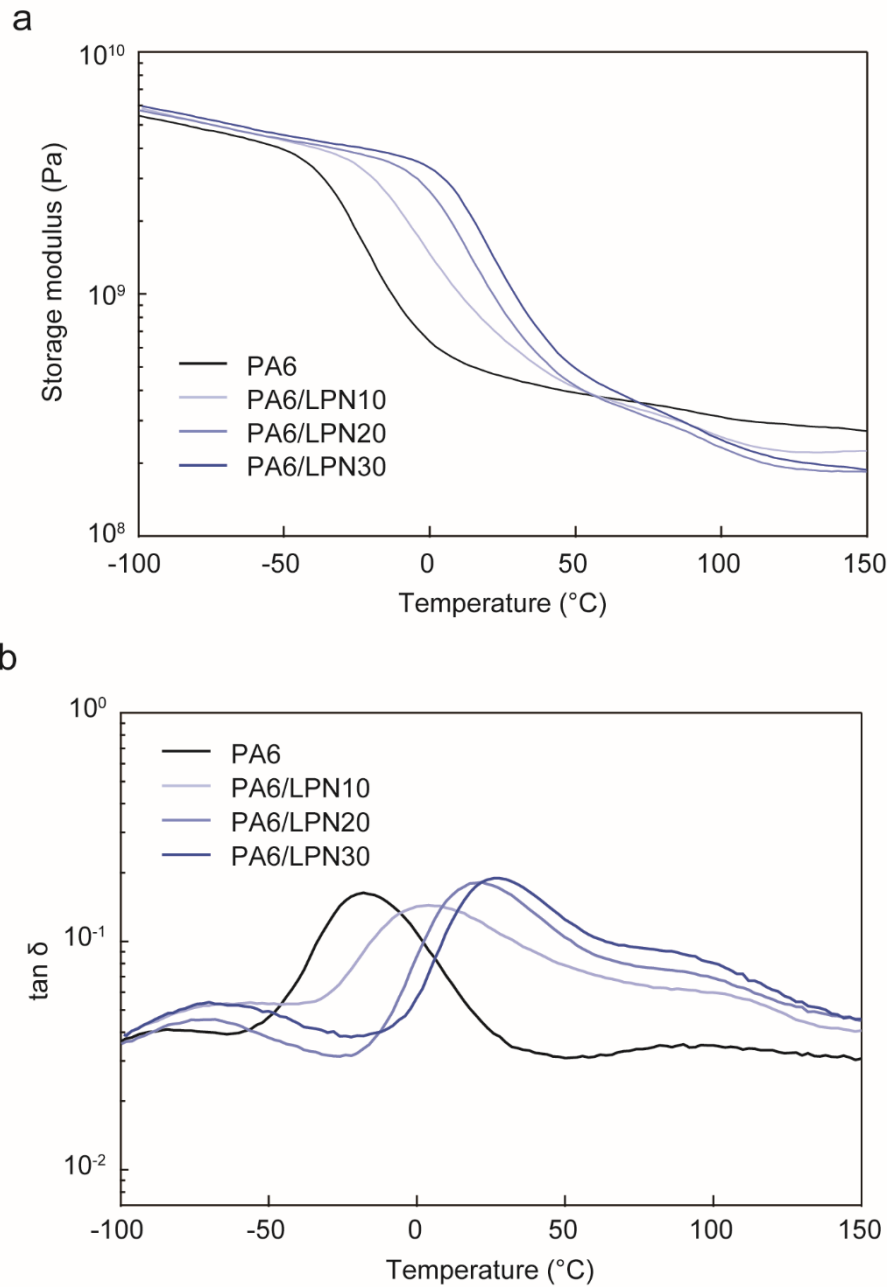 a
10¹⁰
10⁹
10⁸
Storage modulus (Pa)
PA6
PA6/LPN10
PA6/LPN20
PA6/LPN30
-100 -50 0 50 100 150
Temperature (°C)
b
10⁰
10⁻¹
10⁻²
tan δ
PA6
PA6/LPN10
PA6/LPN20
PA6/LPN30
-100 -50 0 50 100 150
Temperature (°C)